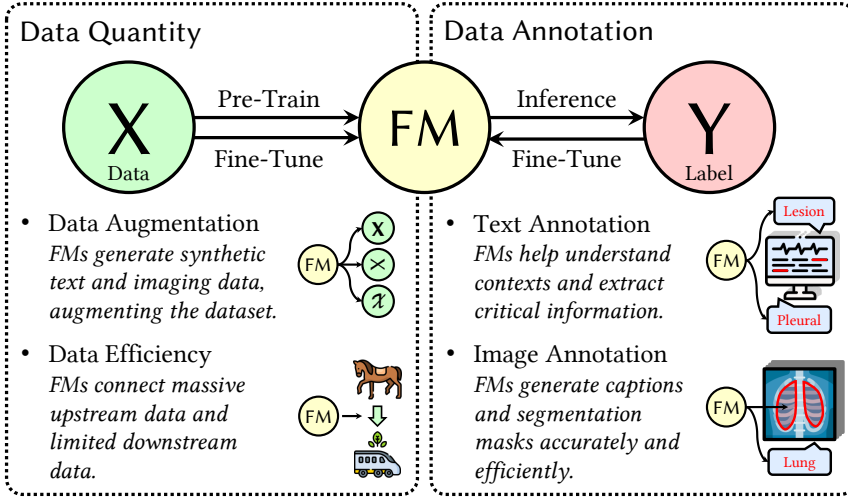 Data Quantity
X
Data
Pre-Train
Fine-Tune
FM
Data Annotation
Inference
Fine-Tune
Y
Label
• Data Augmentation
FMs generate synthetic
text and imaging data,
augmenting the dataset.
FM
X
X
X
• Data Efficiency
FMs connect massive
upstream data and
limited downstream
data.
FM
• Text Annotation
FMs help understand
contexts and extract
critical information.
FM
Lesion
Pleural
• Image Annotation
FMs generate captions
and segmentation
masks accurately and
efficiently.
FM
Lung